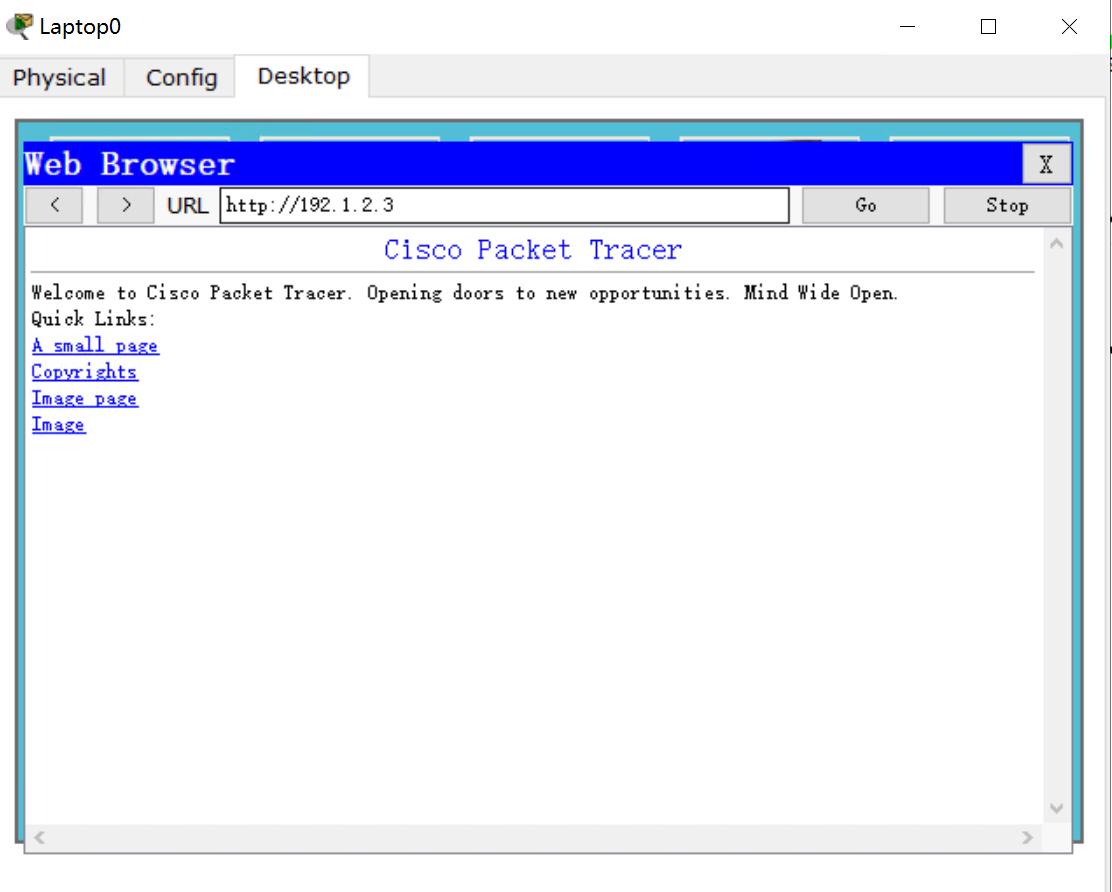 Laptop0
Physical Config Desktop
Web Browser X
< > URL http://192.1.2.3 Go Stop
Cisco Packet Tracer
Welcome to Cisco Packet Tracer. Opening doors to new opportunities. Mind Wide Open.
Quick Links:
A small page
Copyrights
Image page
Image